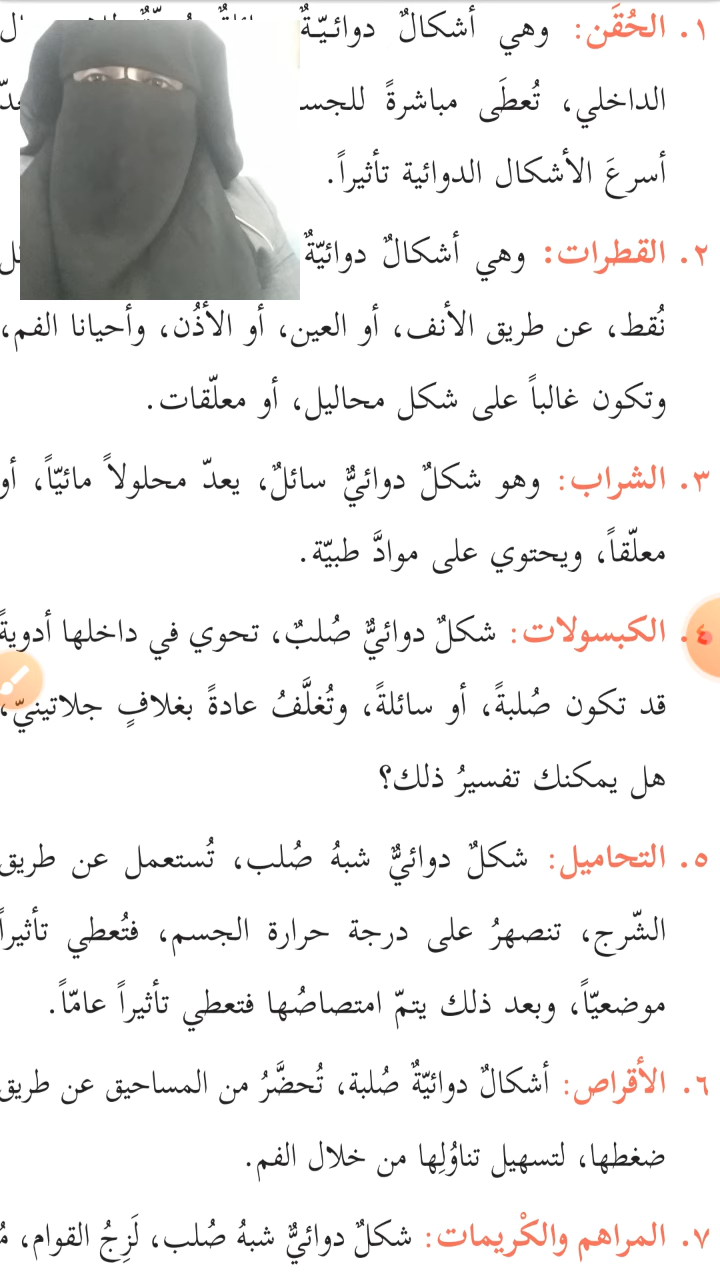 ١. الحُقَن: وهي أشكالٌ دوائيّةٌ
الداخلي، تُعطَى مباشرةً
أسرعَ الأشكال الدوائية تأثيراً.
٢. القطرات: وهي أشكالٌ دوائيّةٌ
نُقط، عن طريق الأنف، أو العين، أو الأذُن، وأحيانا الفم،
وتكون غالباً على شكل محاليل، أو معلّقات.
٣. الشراب: وهو شكلٌ دوائيٌّ سائلٌ، يعدّ محلولاً مائيّاً، أو
معلّقاً، ويحتوي على موادَّ طبيّة.
٤. الكبسولات: شكلٌ دوائيٌّ صُلبٌ، تحوي في داخلها أدويةً
قد تكون صُلبةً، أو سائلةً، وتُغلَّفُ عادةً بغلافٍ جلاتينيّ،
هل يمكنك تفسيرُ ذلك؟
٥. التحاميل: شكلٌ دوائيٌّ شبهُ صُلب، تُستعمل عن طريق
الشّرج، تنصهرُ على درجة حرارة الجسم، فتُعطي تأثيراً
موضعيّاً، وبعد ذلك يتمّ امتصاصُها فتعطي تأثيراً عامّاً.
٦. الأقراص: أشكالٌ دوائيّةٌ صُلبة، تُحضَّرُ من المساحيق عن طريق
ضغطها، لتسهيل تناوُلِها من خلال الفم.
٧. المراهم والكْريمات: شكلٌ دوائيٌّ شبهُ صُلب، لَزِجُ القوام،